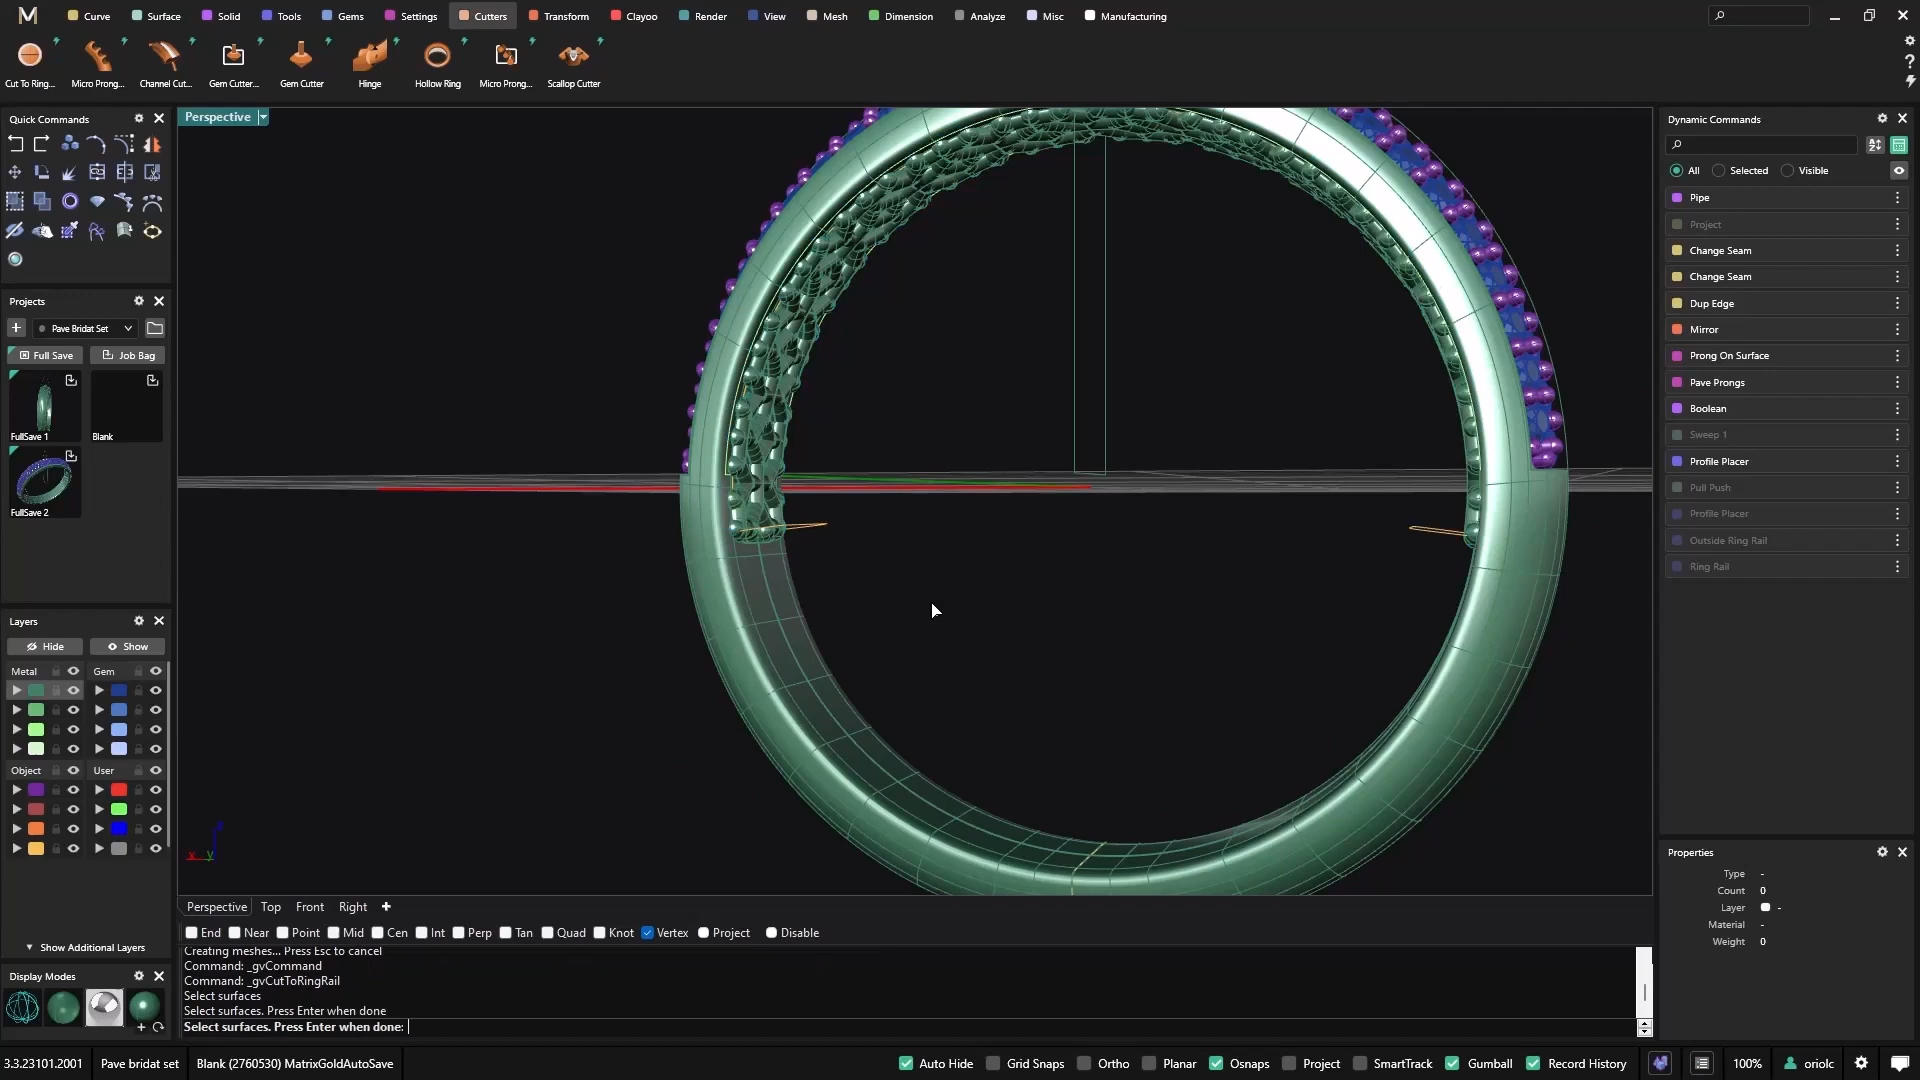 Curve Surface Solid Tools Gems Settings Cutters Transform Clayoo Render View Mesh Dimension Analyze Misc Manufacturing
Cut To Ring... Micro Prong... Channel Cut... Gem Cutter... Gem Cutter Hinge Hollow Ring Micro Prong... Scallop Cutter
Quick Commands
Projects
Pave Bridat Set
Full Save Job Bag
FullSave 1 Blank
FullSave 2
Layers
Hide Show
Metal Gem
Object User
Show Additional Layers
Display Modes
Perspective
Perspective Top Front Right
End Near Point Mid Cen Int Perp Tan Quad Knot Vertex Project Disable
Creating meshes... Press Esc to cancel
Command: _gvCommand
Command: _gvCutToRingRail
Select surfaces
Select surfaces. Press Enter when done
Select surfaces. Press Enter when done:
Dynamic Commands
All Selected Visible
Pipe
Project
Change Seam
Change Seam
Dup Edge
Mirror
Prong On Surface
Pave Prongs
Boolean
Sweep 1
Profile Placer
Pull Push
Profile Placer
Outside Ring Rail
Ring Rail
Properties
Type -
Count 0
Layer -
Material -
Weight 0
3.3.23101.2001 Pave bridat set Blank (2760530) MatrixGoldAutoSave Auto Hide Grid Snaps Ortho Planar Osnaps Project SmartTrack Gumball Record History 100% oriolc
x y